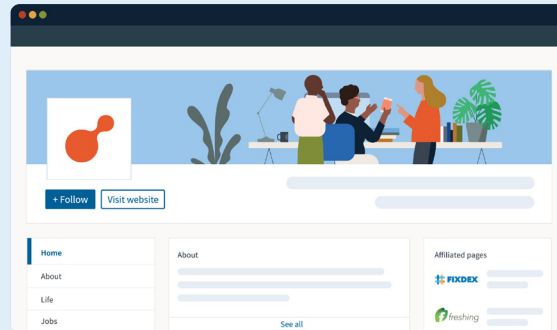 + Follow
Visit website
Home
About
Life
Jobs
About
See all
Affiliated pages
FIXDEX
freshing